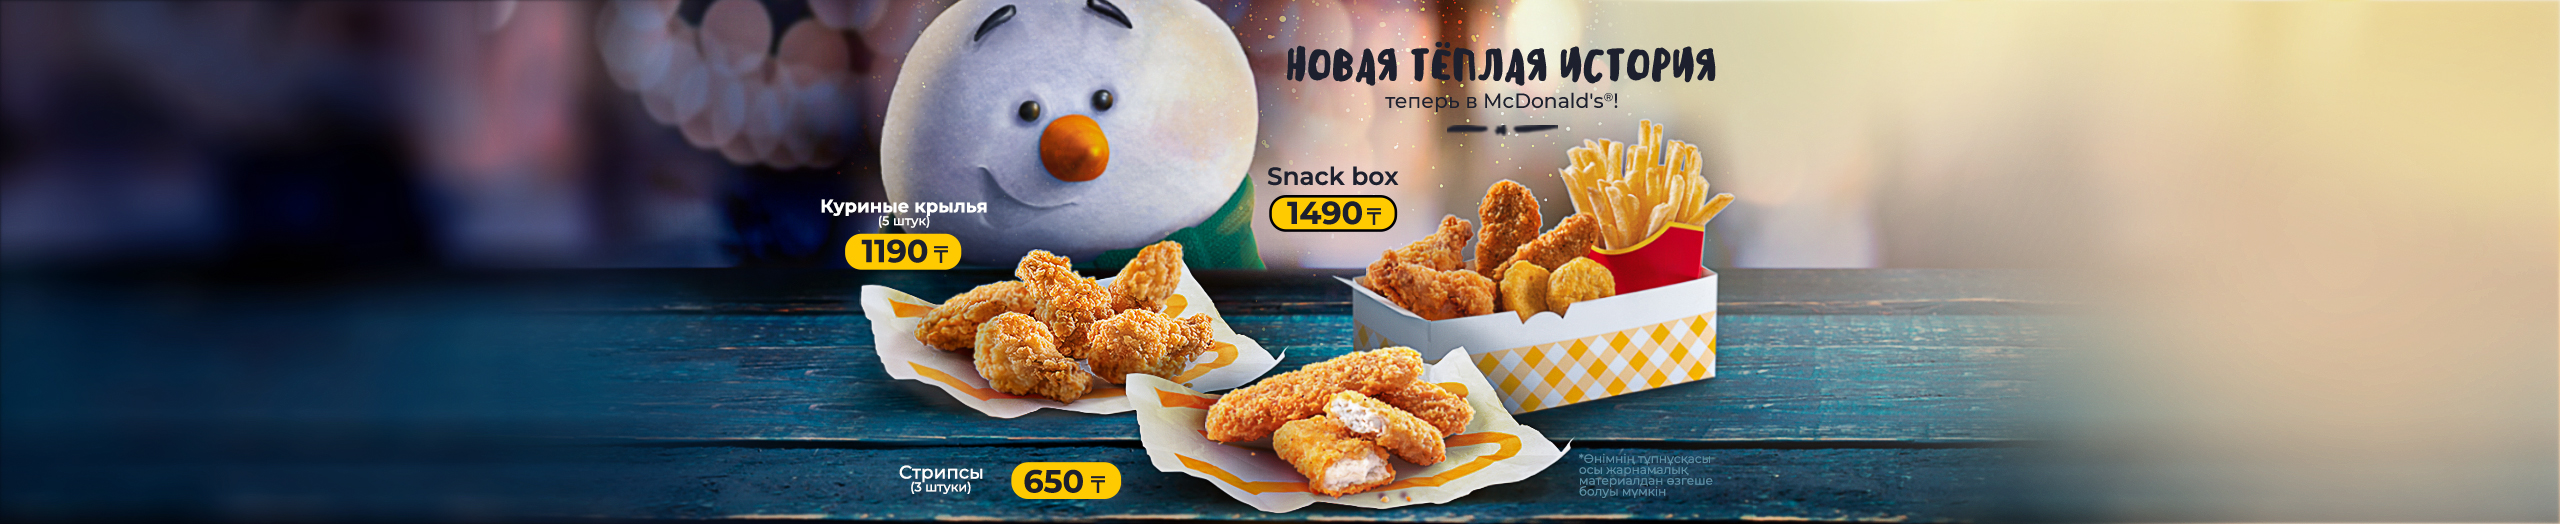 НОВАЯ ТЁПЛАЯ ИСТОРИЯ
теперь в McDonald's®!
Snack box
1490 ₸
Куриные крылья
(5 штук)
1190 ₸
Стрипсы
(3 штуки)
650 ₸
*Өнімнің түпнұсқасы
осы жарнамалық
материалдан өзгеше
болуы мүмкін